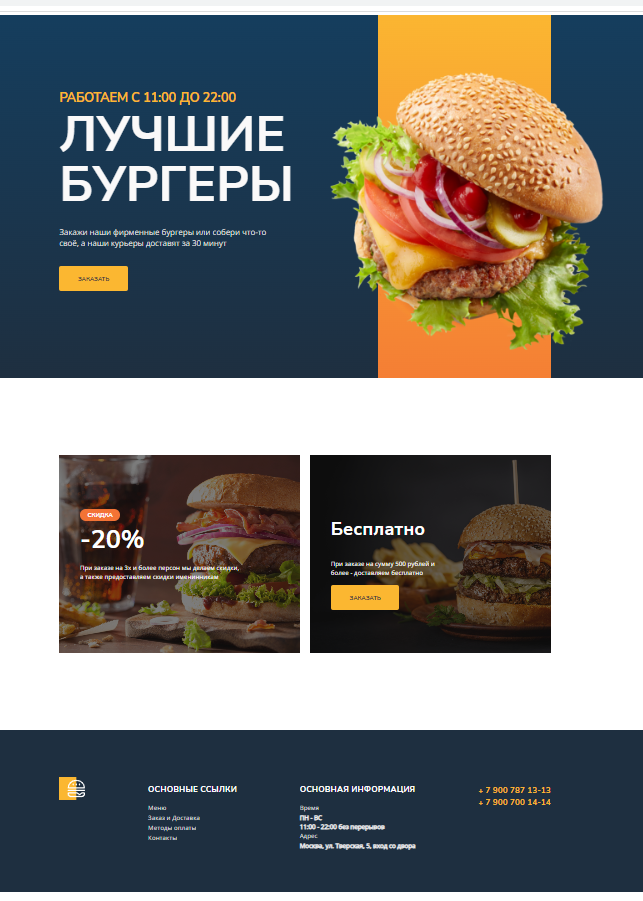 РАБОТАЕМ С 11:00 ДО 22:00
ЛУЧШИЕ
БУРГЕРЫ
Закажи наши фирменные бургеры или собери что-то
своё, а наши курьеры доставят за 30 минут
ЗАКАЗАТЬ
СКИДКА
-20%
При заказе на 3х и более персон мы делаем скидки,
а также предоставляем скидки именинникам
Бесплатно
При заказе на сумму 500 рублей и
более - доставляем бесплатно
ЗАКАЗАТЬ
ОСНОВНЫЕ ССЫЛКИ
Меню
Заказ и Доставка
Методы оплаты
Контакты
ОСНОВНАЯ ИНФОРМАЦИЯ
Время
ПН - ВС
11:00 - 22:00 без перерывов
Адрес
Москва, ул. Тверская, 5, вход со двора
+ 7 900 787 13-13
+ 7 900 700 14-14